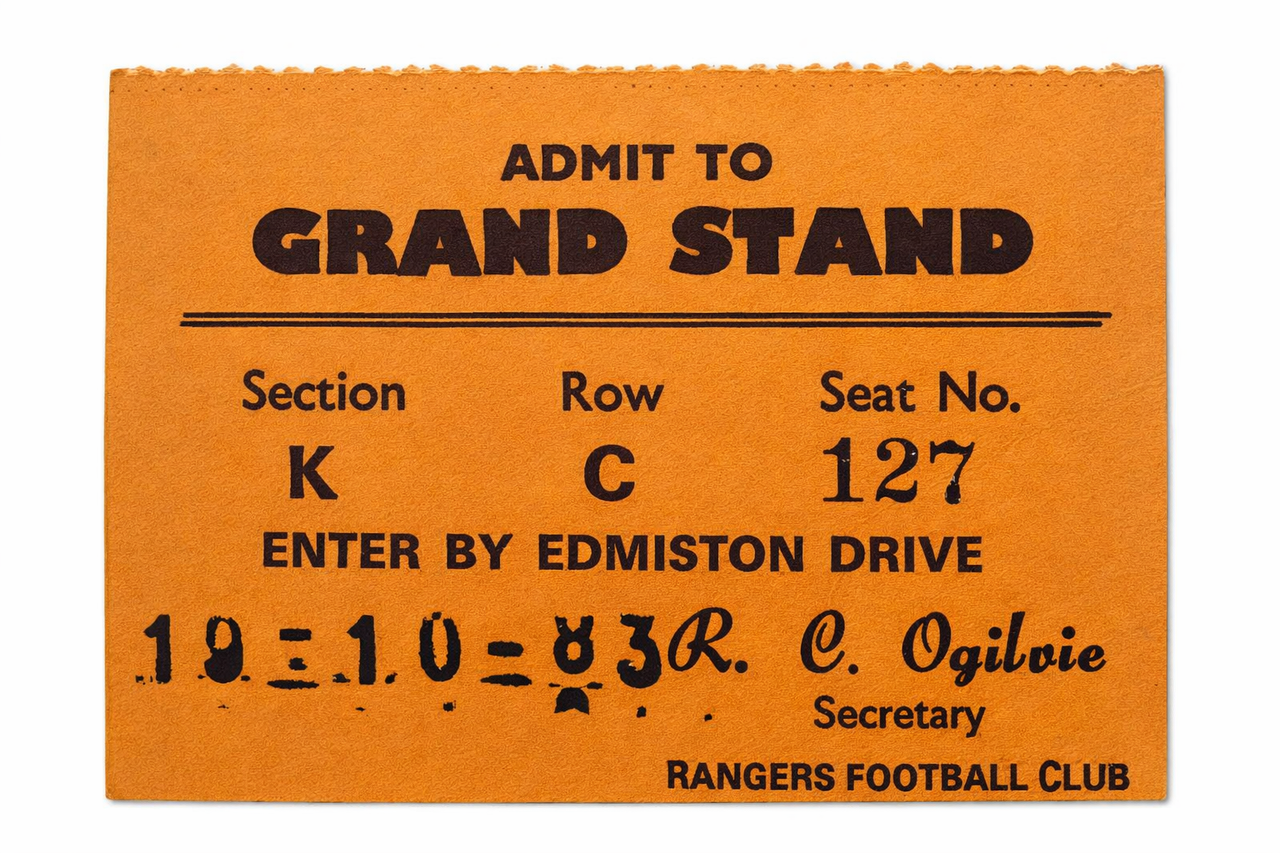 ADMIT TO
GRAND STAND
Section Row Seat No.
K C 127
ENTER BY EDMISTON DRIVE
19-10-83 R. C. Ogilvie
Secretary
RANGERS FOOTBALL CLUB